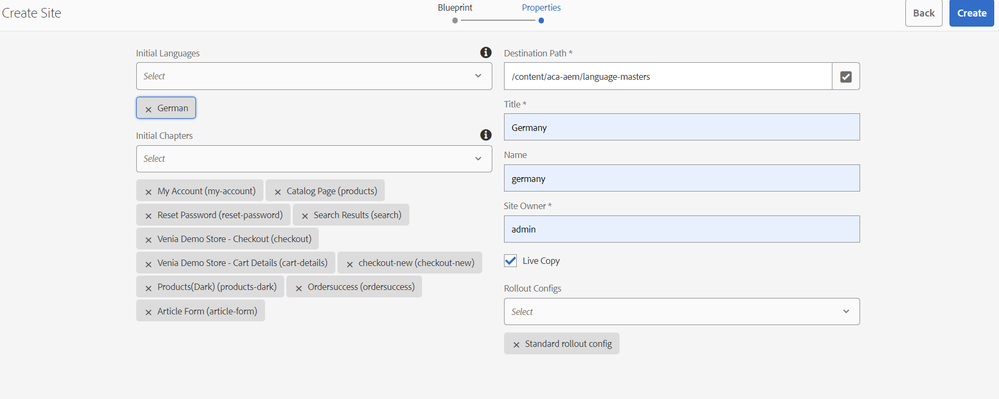 Create Site
Blueprint
Properties
Back
Create
Initial Languages
Select
German
Initial Chapters
Select
My Account (my-account)
Catalog Page (products)
Reset Password (reset-password)
Search Results (search)
Venia Demo Store - Checkout (checkout)
Venia Demo Store - Cart Details (cart-details)
checkout-new (checkout-new)
Products(Dark) (products-dark)
Ordersuccess (ordersuccess)
Article Form (article-form)
Destination Path *
/content/aca-aem/language-masters
Title *
Germany
Name
germany
Site Owner *
admin
Live Copy
Rollout Configs
Select
Standard rollout config